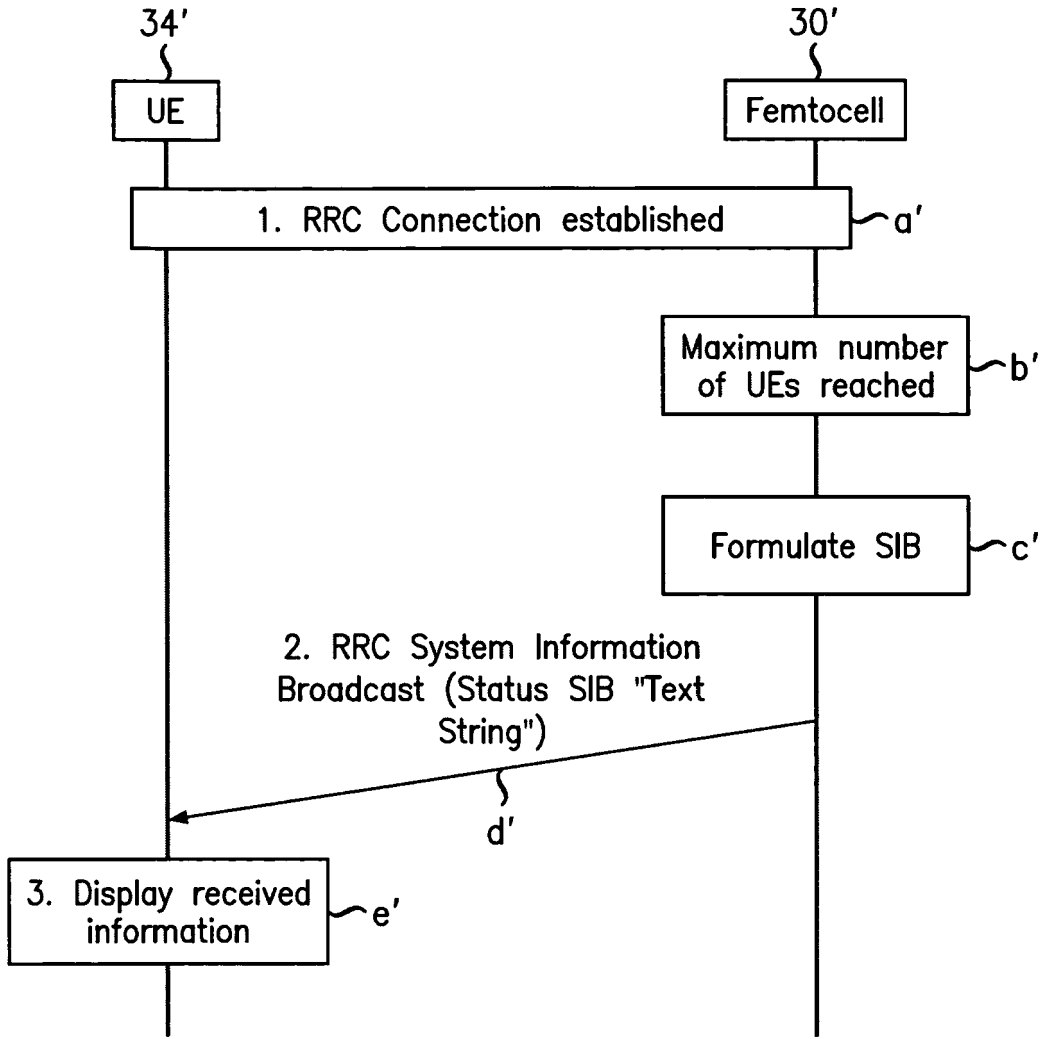 34'
30'
UE
Femtocell
1. RRC Connection established
a'
Maximum number
of UEs reached
b'
Formulate SIB
c'
2. RRC System Information
Broadcast (Status SIB "Text
String")
d'
3. Display received
information
e'